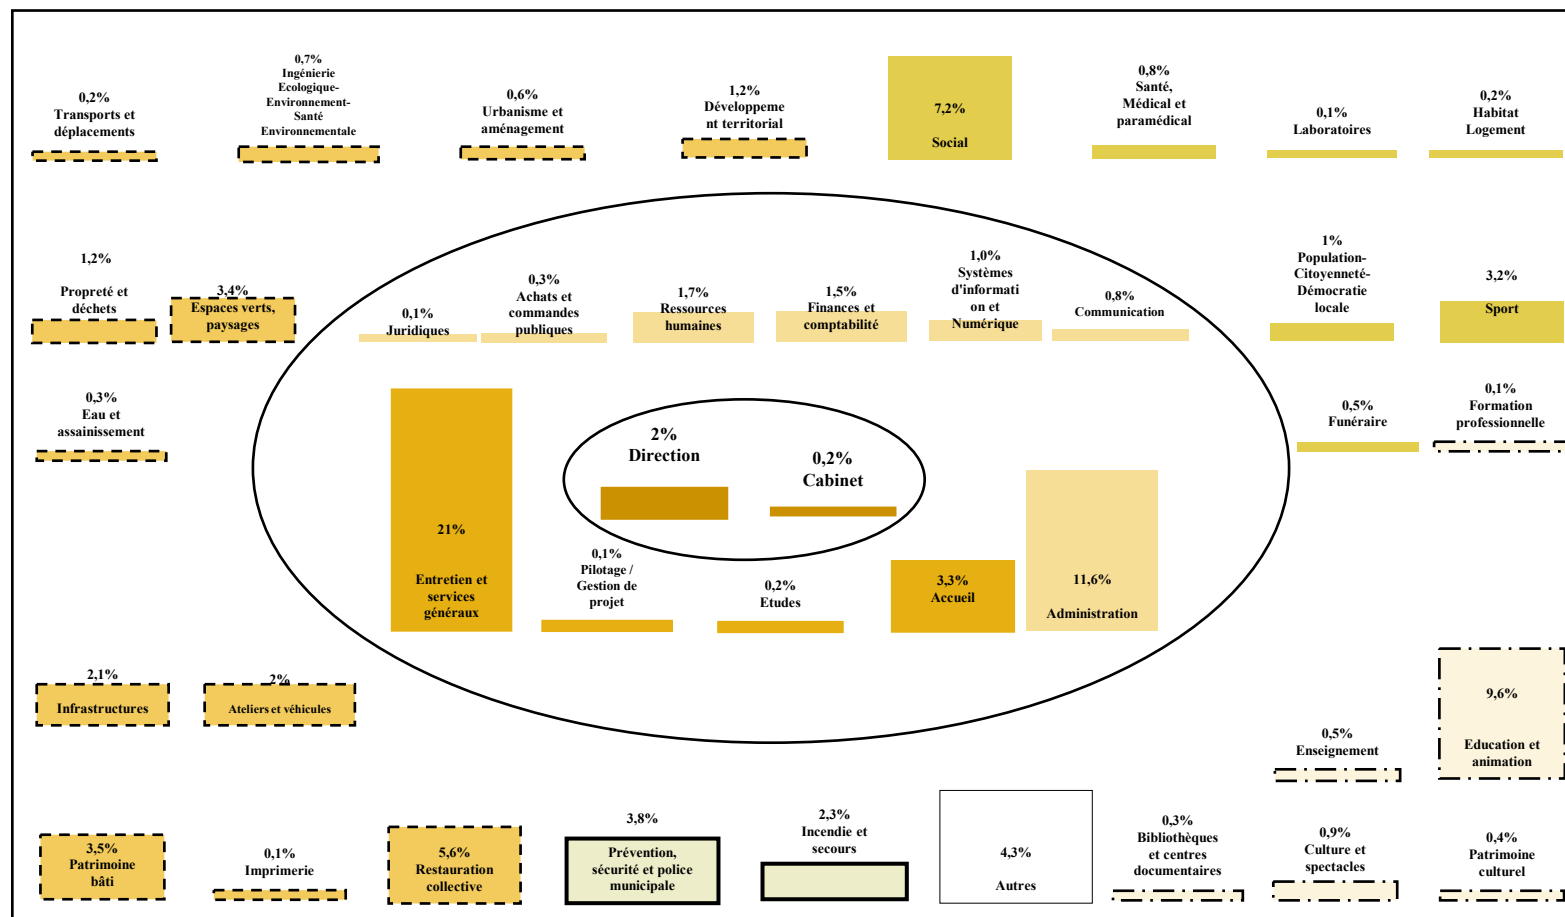 0,2%
Transports et
déplacements
0,7%
Ingénierie
Ecologique-
Environnement-
Santé
Environnementale
0,6%
Urbanisme et
aménagement
1,2%
Développeme
nt territorial
7,2%
Social
0,8%
Santé,
Médical et
paramédical
0,1%
Laboratoires
0,2%
Habitat
Logement
1,2%
Propreté et
déchets
3,4%
Espaces verts,
paysages
0,1%
Juridiques
0,3%
Achats et
commandes
publiques
1,7%
Ressources
humaines
1,5%
Finances et
comptabilité
1,0%
Systèmes
d'informati
on et
Numérique
0,8%
Communication
1%
Population-
Citoyenneté-
Démocratie
locale
3,2%
Sport
0,3%
Eau et
assainissement
2%
Direction
0,2%
Cabinet
0,5%
Funéraire
0,1%
Formation
professionnelle
21%
Entretien et
services
généraux
0,1%
Pilotage /
Gestion de
projet
0,2%
Etudes
3,3%
Accueil
11,6%
Administration
2,1%
Infrastructures
2%
Ateliers et véhicules
0,5%
Enseignement
9,6%
Education et
animation
3,5%
Patrimoine
bâti
0,1%
Imprimerie
5,6%
Restauration
collective
3,8%
Prévention,
sécurité et police
municipale
2,3%
Incendie et
secours
4,3%
Autres
0,3%
Bibliothèques
et centres
documentaires
0,9%
Culture et
spectacles
0,4%
Patrimoine
culturel